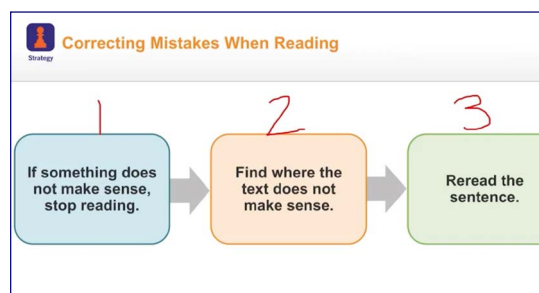 Correcting Mistakes When Reading
Strategy
1
2
3
If something does
not make sense,
stop reading.
Find where the
text does not
make sense.
Reread the
sentence.